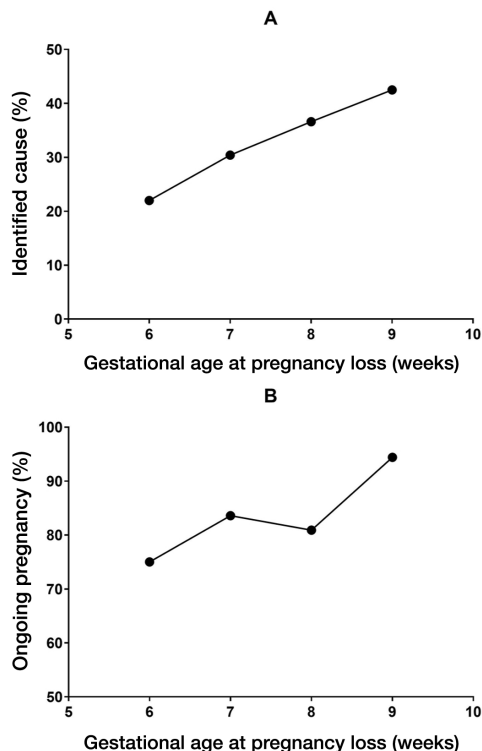 A
Identified cause (%)
50
40
30
20
10
0
5 6 7 8 9 10
Gestational age at pregnancy loss (weeks)
B
Ongoing pregnancy (%)
100
90
80
70
60
50
5 6 7 8 9 10
Gestational age at pregnancy loss (weeks)